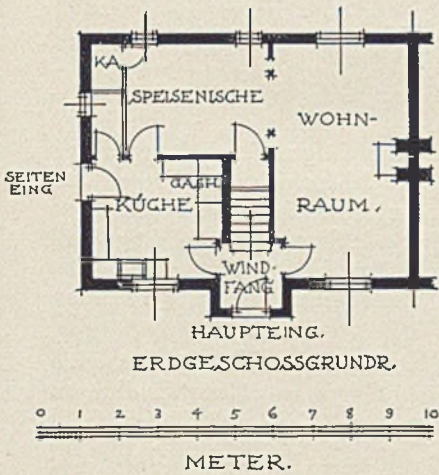 KA.
SPEISENISCHE
WOHN-
RAUM.
SEITEN
EING
KÜCHE
GASH.
WIND-
FANG
HAUPTEING.
ERDGESCHOSSGRUNDR.
0 1 2 3 4 5 6 7 8 9 10
METER.